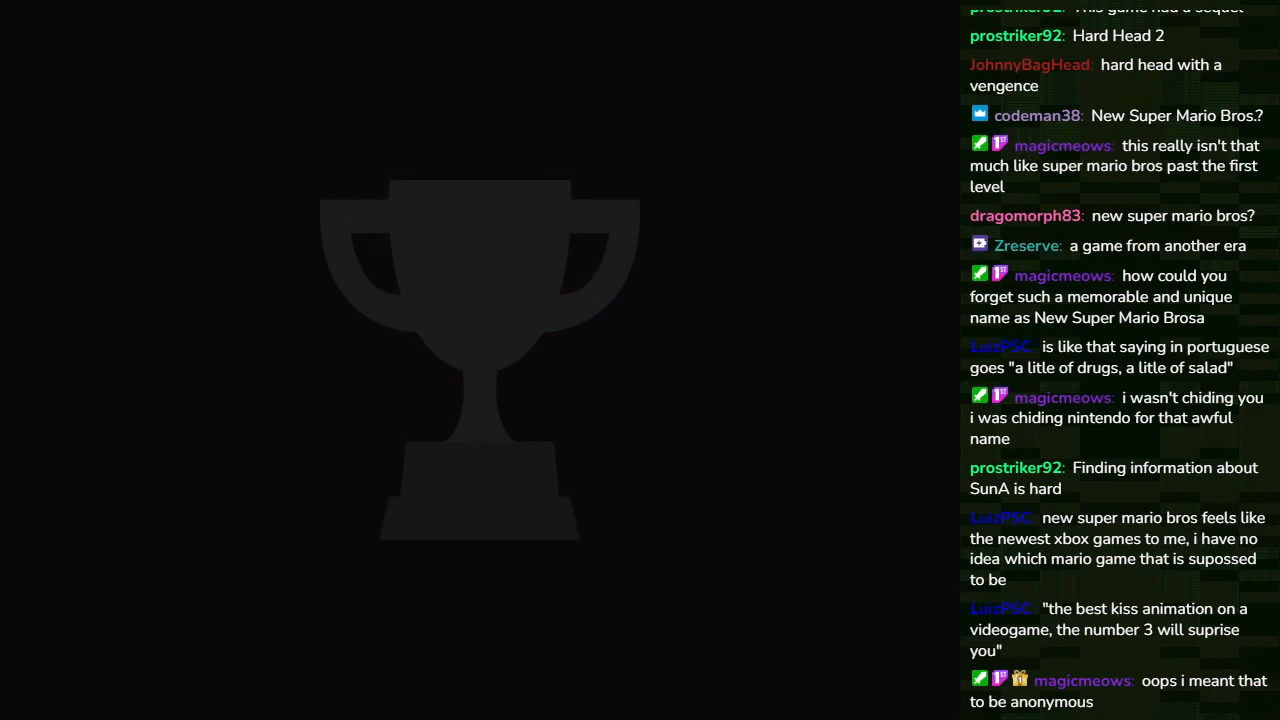 prostriker92: This game had a sequel
prostriker92: Hard Head 2
JohnnyBagHead: hard head with a
vengence
codeman38: New Super Mario Bros.?
magicmeows: this really isn't that
much like super mario bros past the first
level
dragomorph83: new super mario bros?
Zreserve: a game from another era
magicmeows: how could you
forget such a memorable and unique
name as New Super Mario Brosa
LuizPSC: is like that saying in portuguese
goes "a litle of drugs, a litle of salad"
magicmeows: i wasn't chiding you
i was chiding nintendo for that awful
name
prostriker92: Finding information about
SunA is hard
LuizPSC: new super mario bros feels like
the newest xbox games to me, i have no
idea which mario game that is supossed
to be
LuizPSC: "the best kiss animation on a
videogame, the number 3 will suprise
you"
magicmeows: oops i meant that
to be anonymous